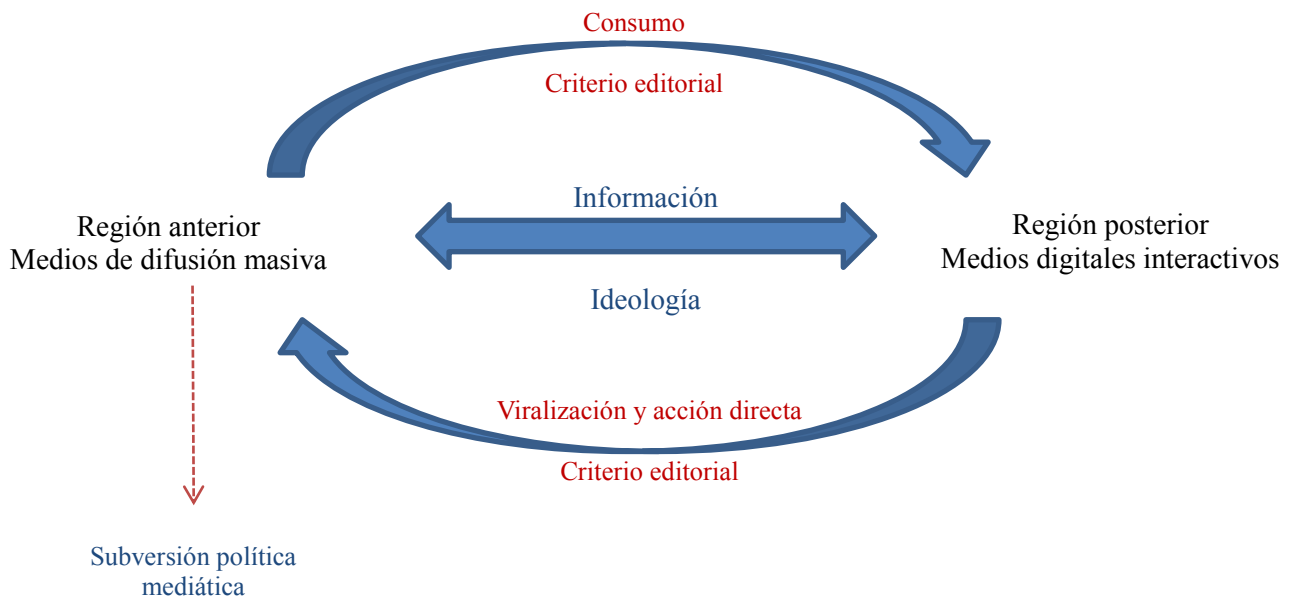 Consumo
Criterio editorial
Información
Región anterior
Medios de difusión masiva
Región posterior
Medios digitales interactivos
Ideología
Viralización y acción directa
Criterio editorial
Subversión política
mediática